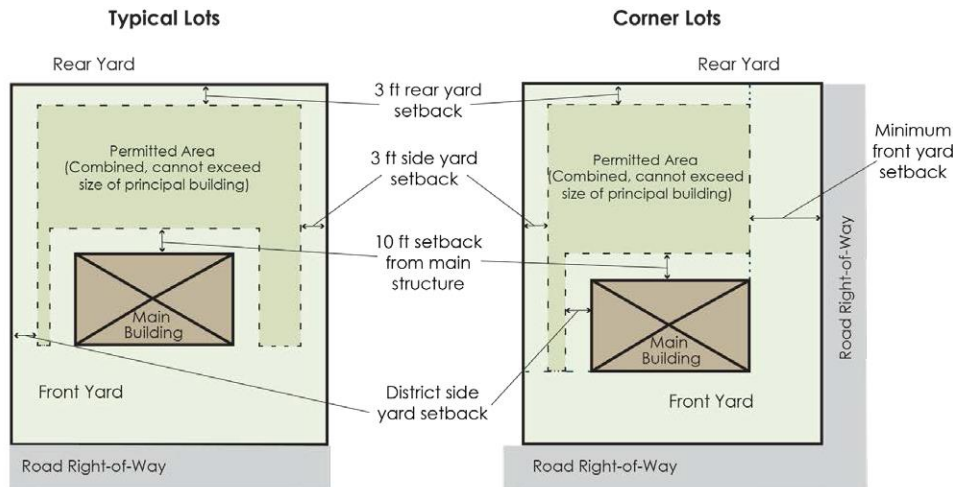 Typical Lots
Corner Lots
Rear Yard
Rear Yard
3 ft rear yard
setback
Permitted Area
(Combined, cannot exceed
size of principal building)
3 ft side yard
setback
Permitted Area
(Combined, cannot exceed
size of principal building)
Minimum
front yard
setback
10 ft setback
from main
structure
Main
Building
Main
Building
Road Right-of-Way
Front Yard
District side
yard setback
Front Yard
Road Right-of-Way
Road Right-of-Way